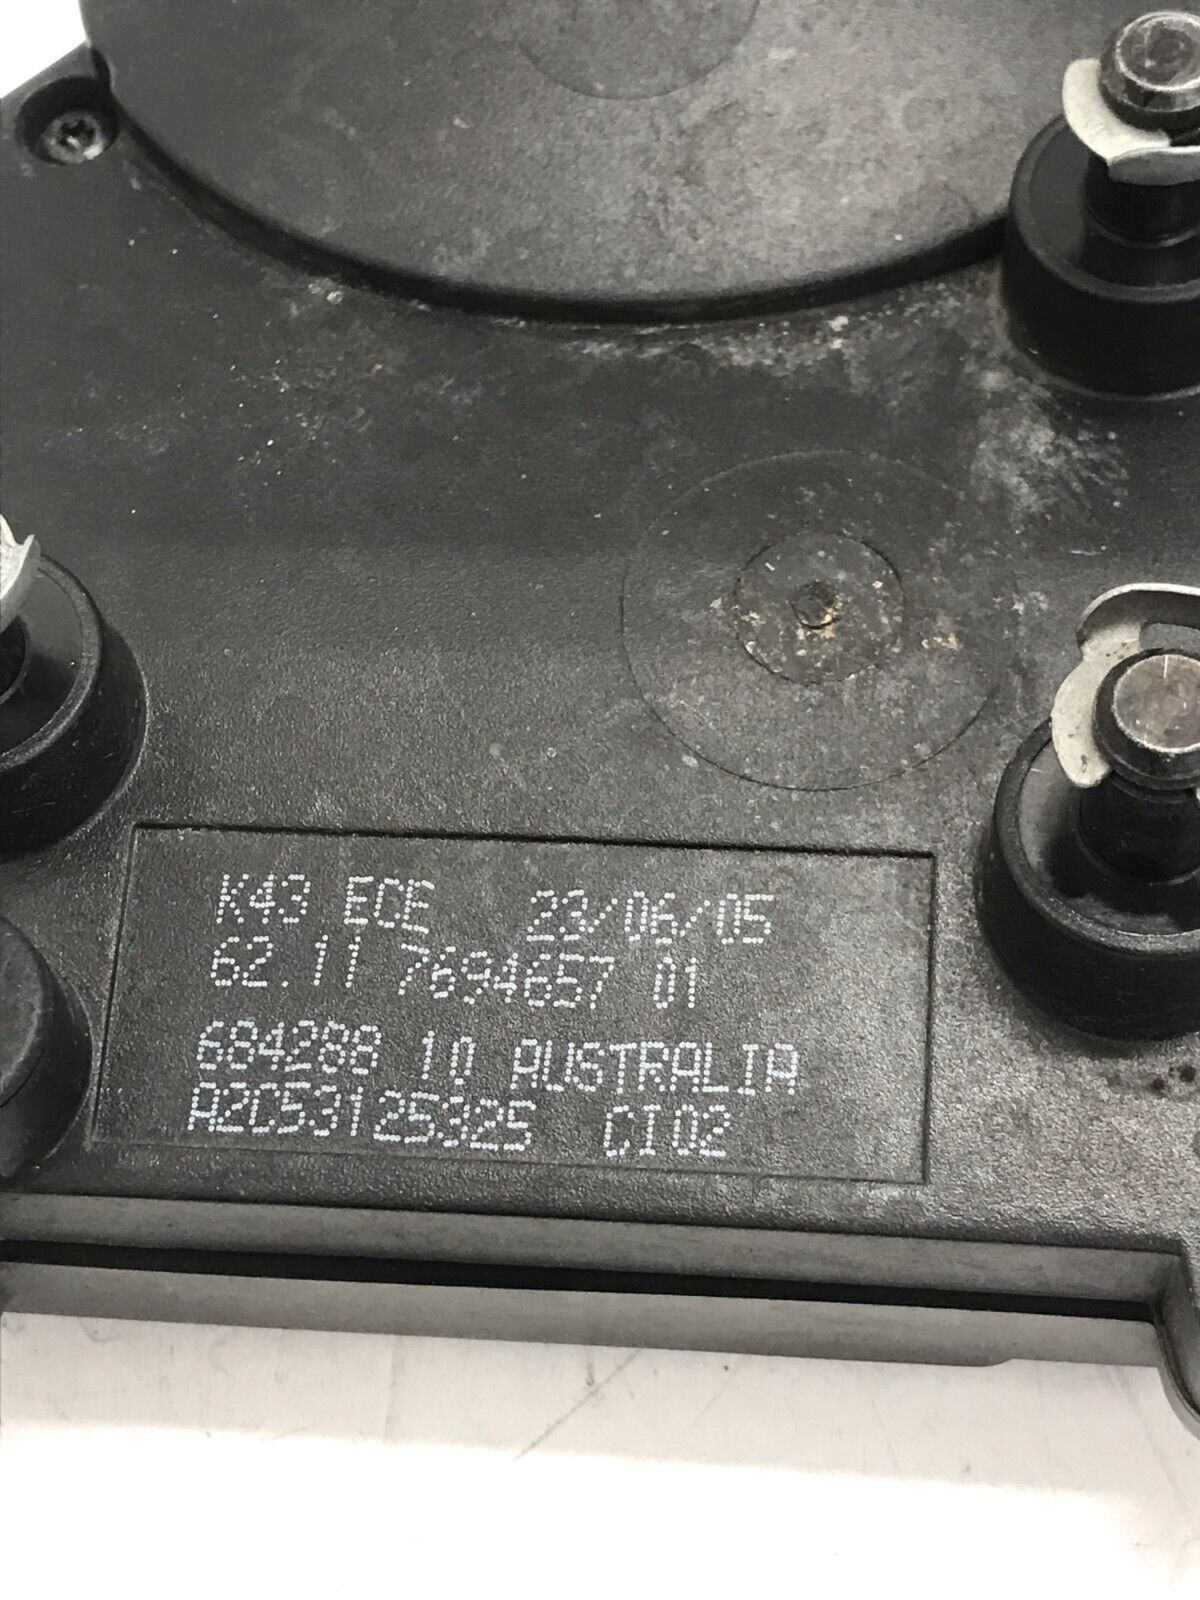 K43 ECE 23/06/05
62.11 7694657 01
684288 10 AUSTRALIA
A2C53125325 CI02